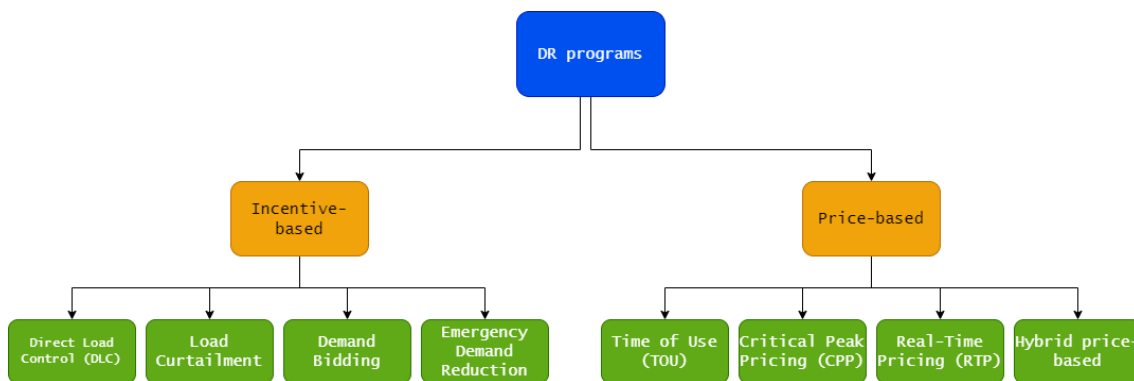 DR programs
Incentive-
based
Price-based
Direct Load
Control (DLC)
Load
Curtailment
Demand
Bidding
Emergency
Demand
Reduction
Time of Use
(TOU)
Critical Peak
Pricing (CPP)
Real-Time
Pricing (RTP)
Hybrid price-
based